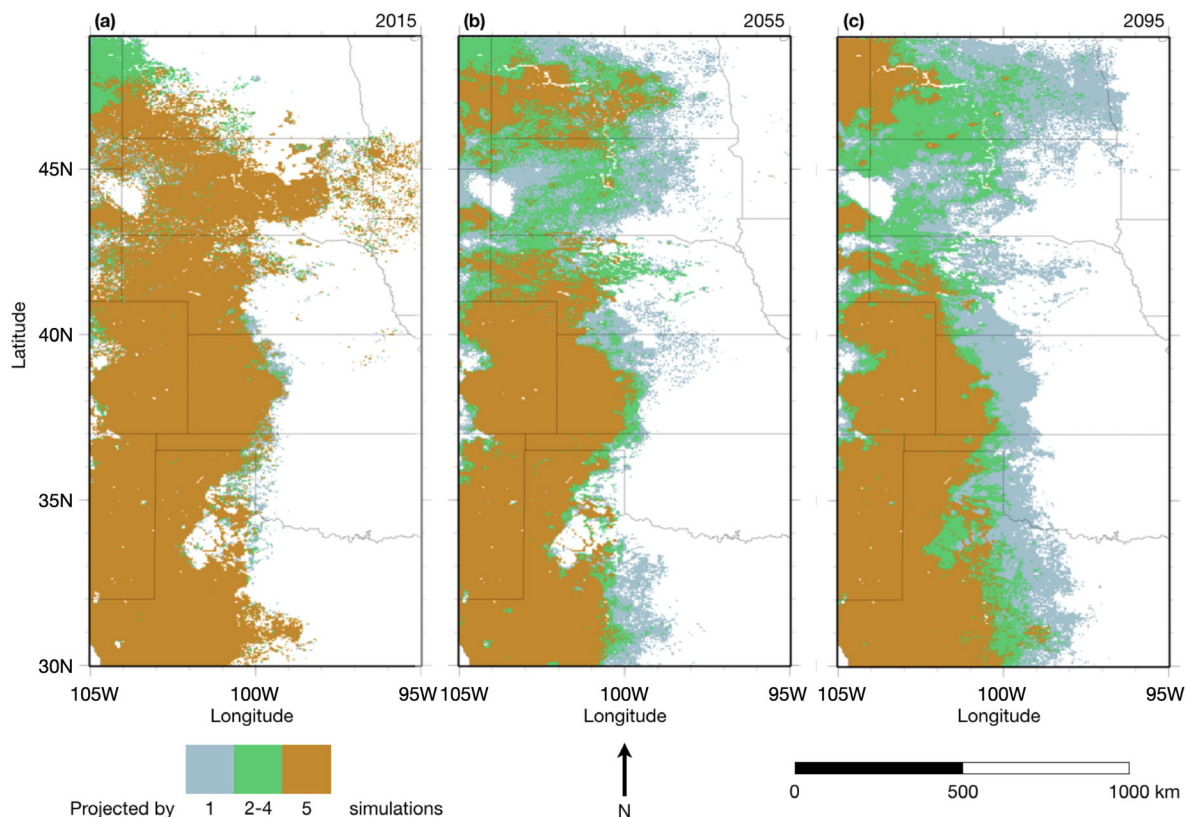 (a) 2015
(b) 2055
(c) 2095
45N
40N
35N
30N
Latitude
105W 100W 95W
Longitude
105W 100W 95W
Longitude
105W 100W 95W
Longitude
Projected by 1 2-4 5 simulations
N
0 500 1000 km